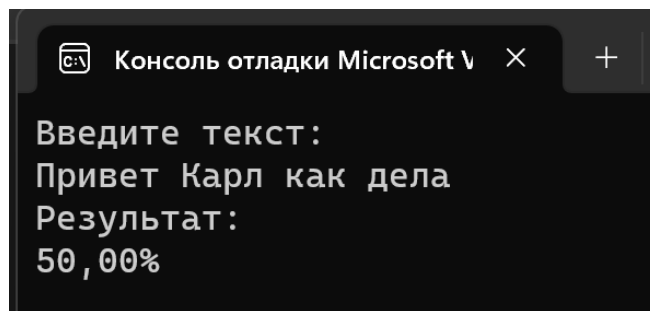 Консоль отладки Microsoft V
Введите текст:
Привет Карл как дела
Результат:
50,00%